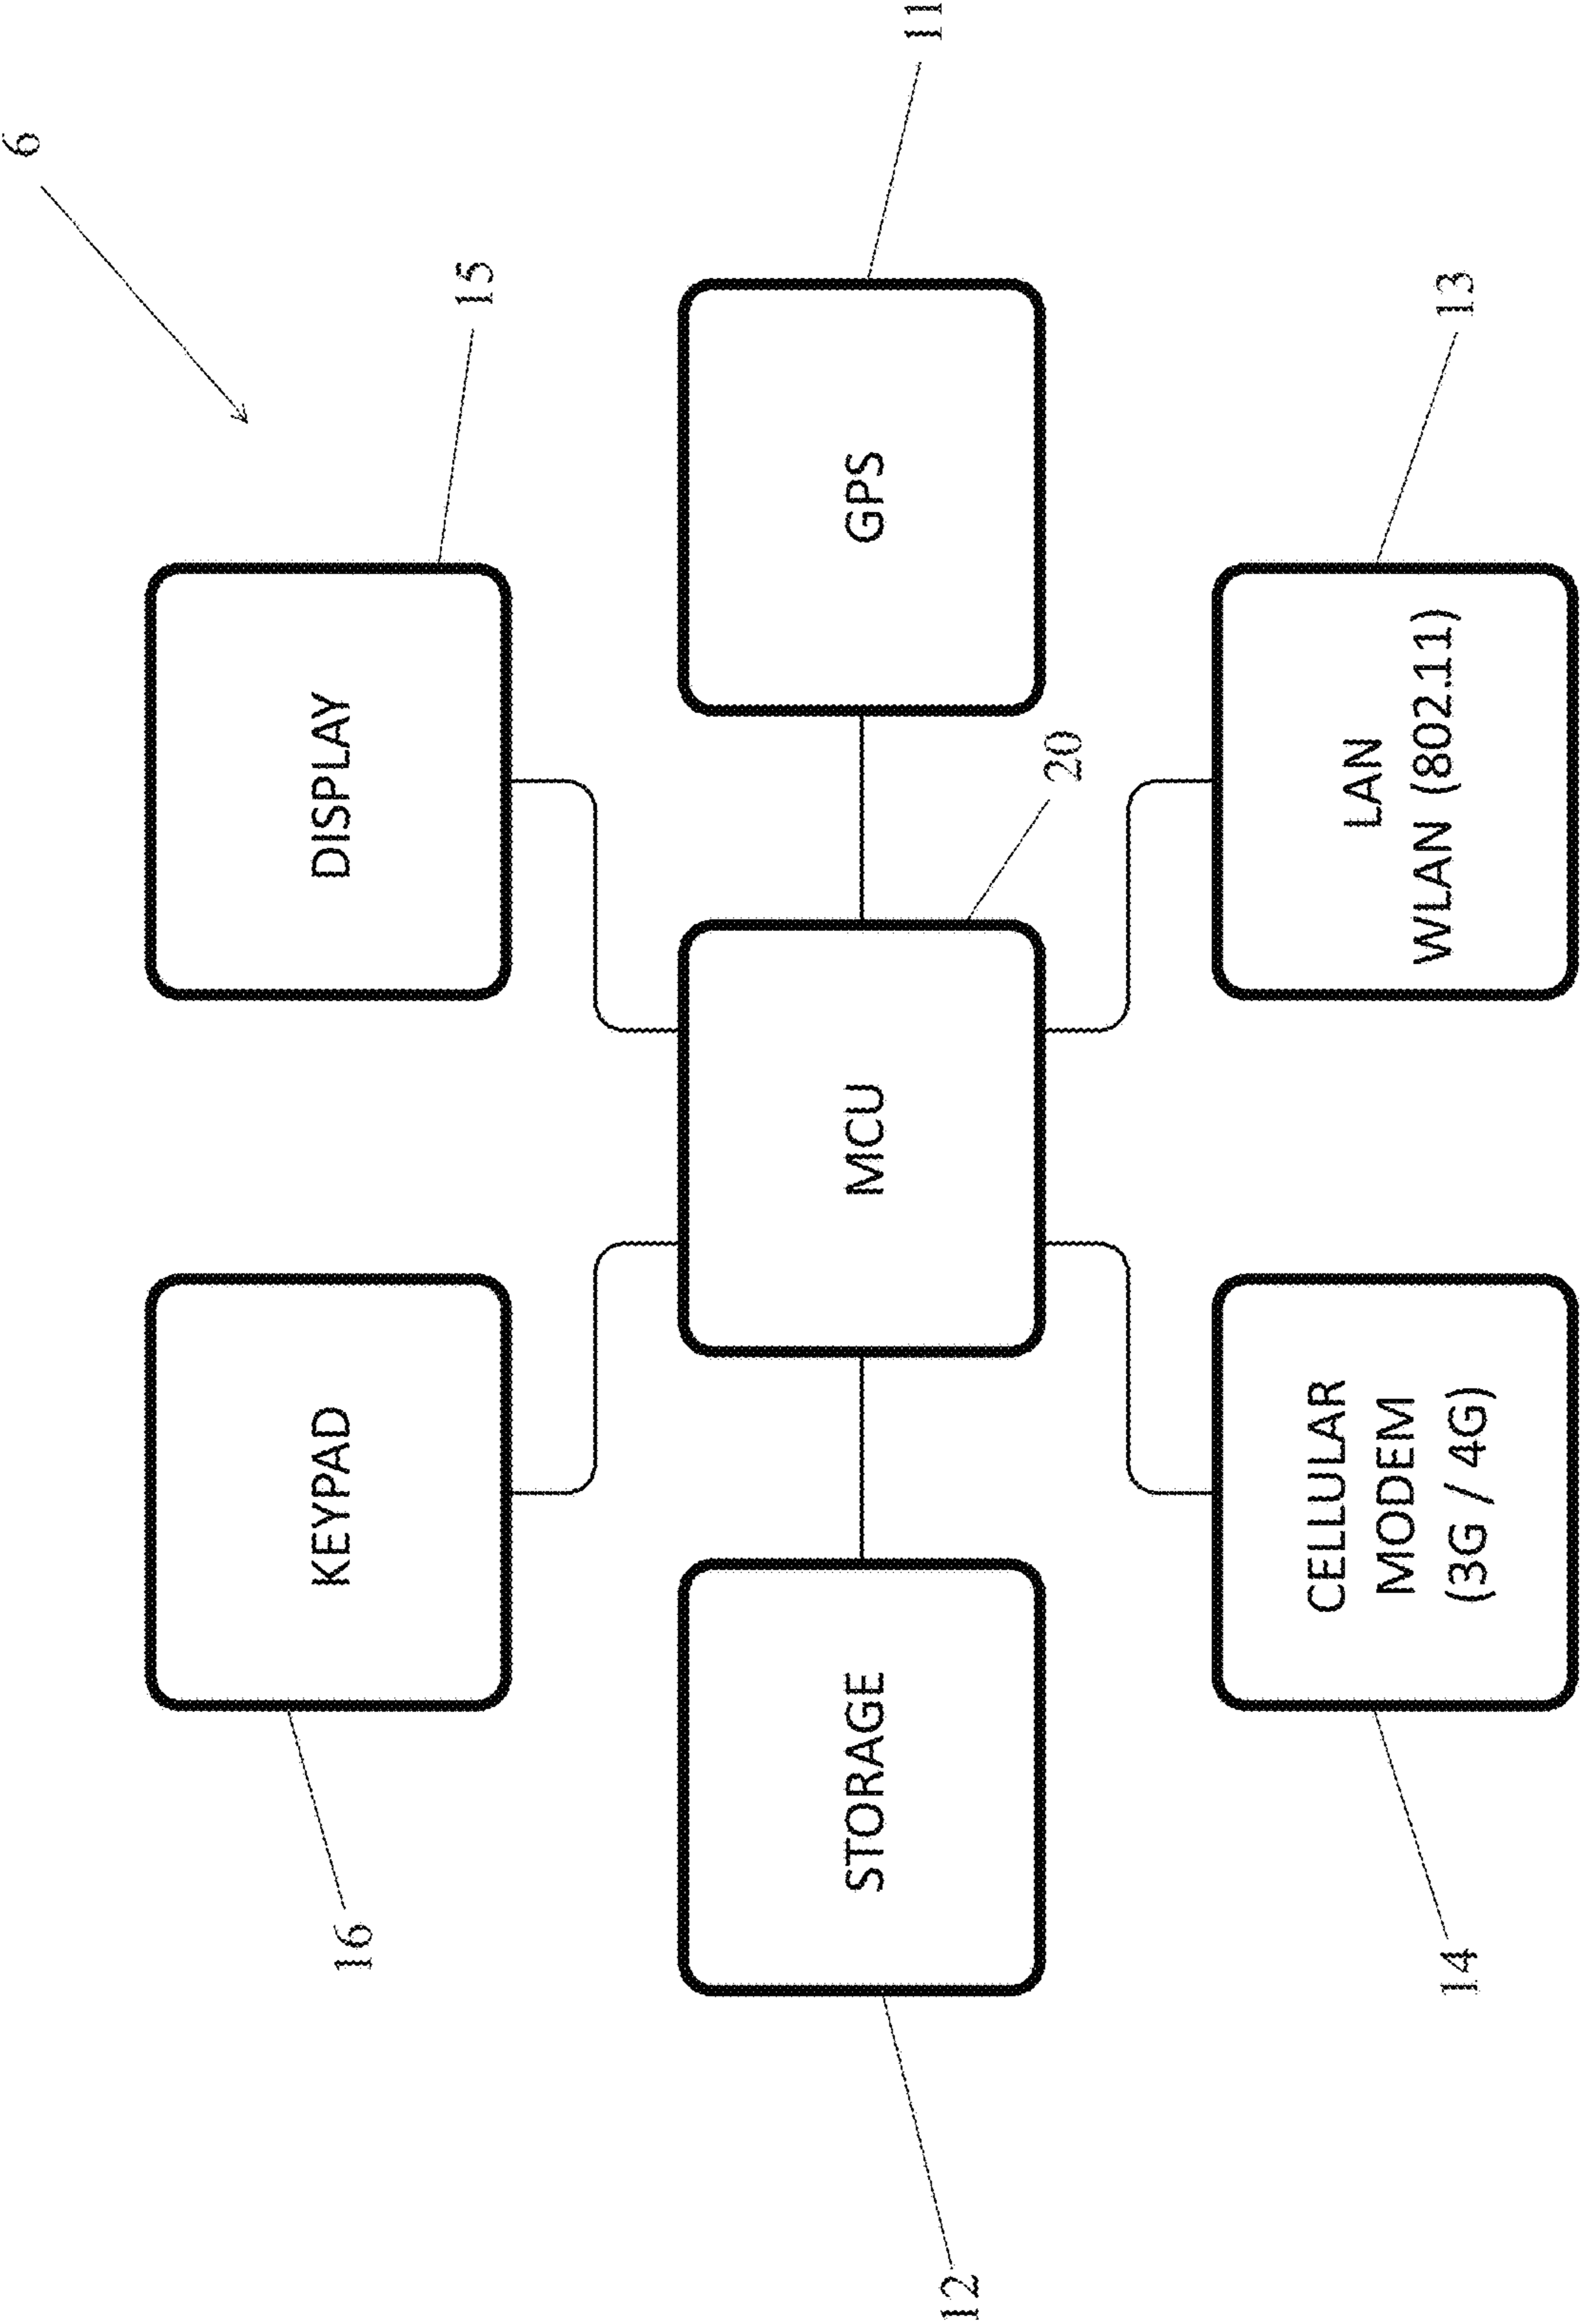 6
KEYPAD
DISPLAY
16
15
STORAGE
MCU
GPS
11
12
20
CELLULAR
MODEM
(3G / 4G)
LAN
WLAN (802.11)
14
13